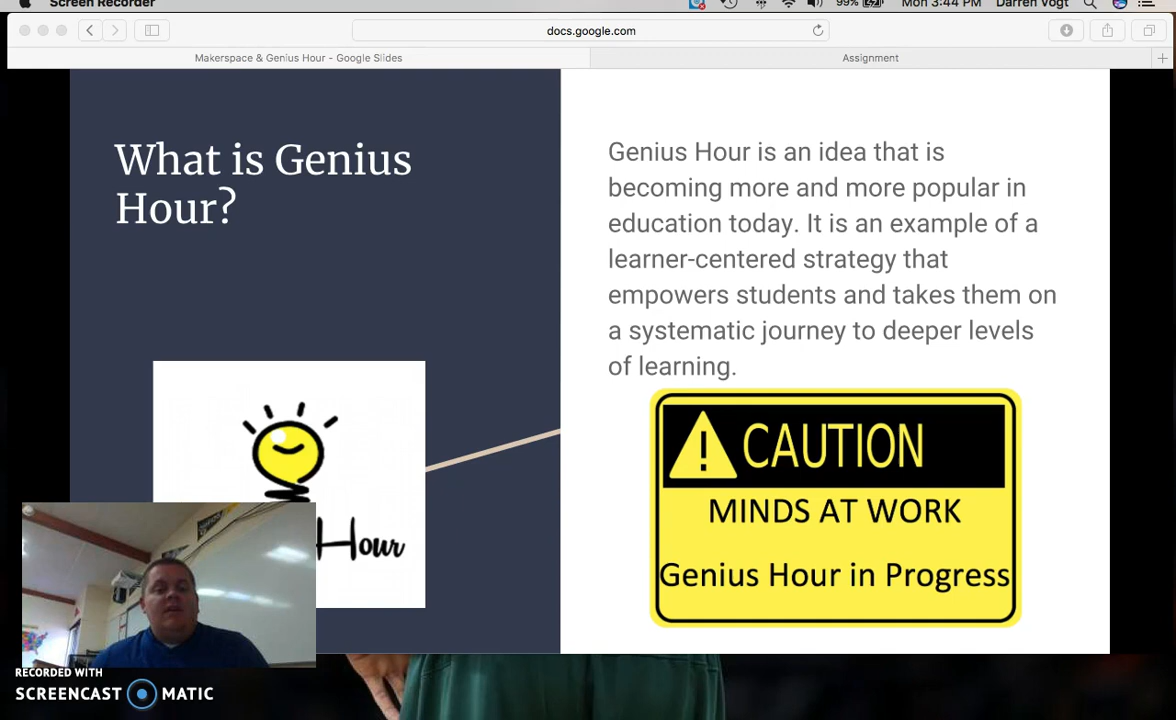 Screen Recorder
99%
Mon 3:44 PM
Darren Vogt
docs.google.com
Makerspace & Genius Hour - Google Slides
Assignment
What is Genius
Hour?
Genius Hour is an idea that is
becoming more and more popular in
education today. It is an example of a
learner-centered strategy that
empowers students and takes them on
a systematic journey to deeper levels
of learning.
Hour
CAUTION
MINDS AT WORK
Genius Hour in Progress
RECORDED WITH
SCREENCAST MATIC